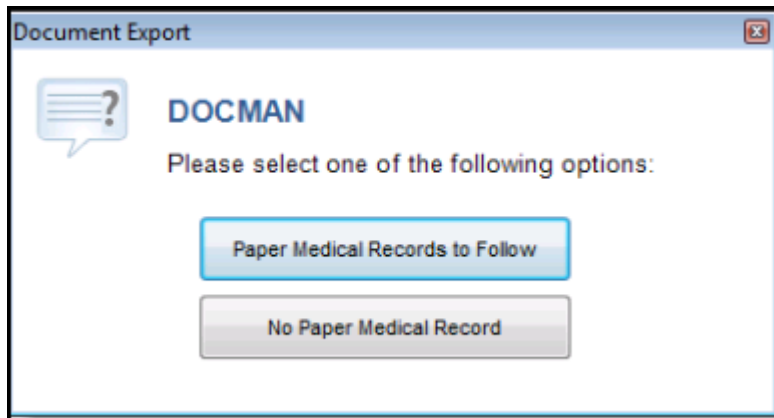 Document Export
?
DOCMAN
Please select one of the following options:
Paper Medical Records to Follow
No Paper Medical Record